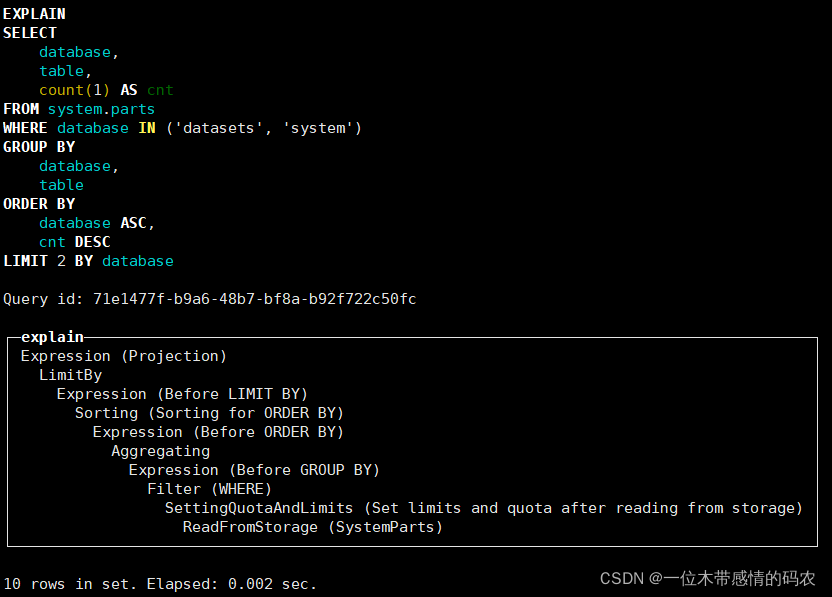 EXPLAIN
SELECT
    database,
    table,
    count(1) AS cnt
FROM system.parts
WHERE database IN ('datasets', 'system')
GROUP BY
    database,
    table
ORDER BY
    database ASC,
    cnt DESC
LIMIT 2 BY database
Query id: 71e1477f-b9a6-48b7-bf8a-b92f722c50fc
explain
Expression (Projection)
  LimitBy
    Expression (Before LIMIT BY)
      Sorting (Sorting for ORDER BY)
        Expression (Before ORDER BY)
          Aggregating
            Expression (Before GROUP BY)
              Filter (WHERE)
                SettingQuotaAndLimits (Set limits and quota after reading from storage)
                  ReadFromStorage (SystemParts)
10 rows in set. Elapsed: 0.002 sec.
CSDN @一位木带感情的码农